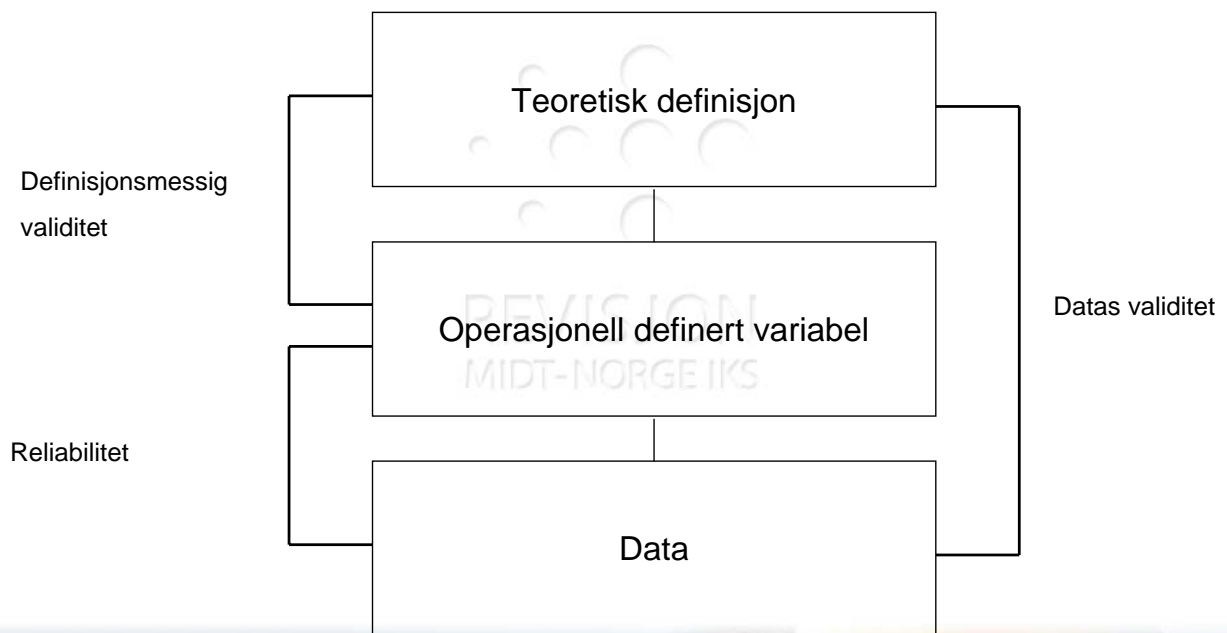 Teoretisk definisjon
Definisjonsmessig
validitet
REVISJON
Operasjonell definert variabel
MIDT-NORGE IKS
Datas validitet
Reliabilitet
Data